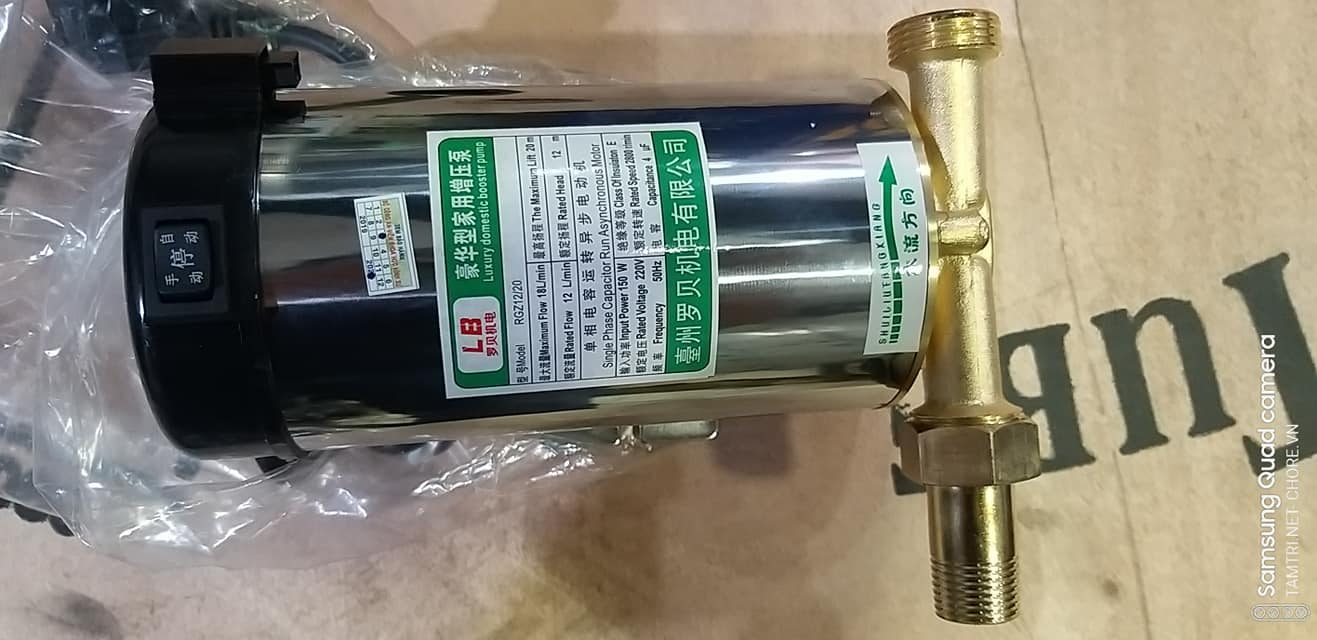 LB
罗贝机电
豪华型家用增压泵
Luxury domestic booster pump
型号Model RGZ12/20
最大流量Maximum Flow 18L/min 最高扬程 The Maximum Lift 20 m
额定流量Rated Flow 12 L/min 额定扬程 Rated Head 12 m
单相电容运转异步电动机
Single Phase Capacitor Run Asynchronous Motor
输入功率Input Power 150 W 绝缘等级 Class Of Insulation E
额定电压 Rated Voltage 220V 额定转速 Rated Speed 2800 r/min
频率 Frequency 50Hz 电容 Capacitance 4 μF
臺州罗贝机电有限公司
手动
停
自动
SHUILIUFANGXIANG
水流方向
Samsung Quad camera
TAMTRI.NET CHORE.VN